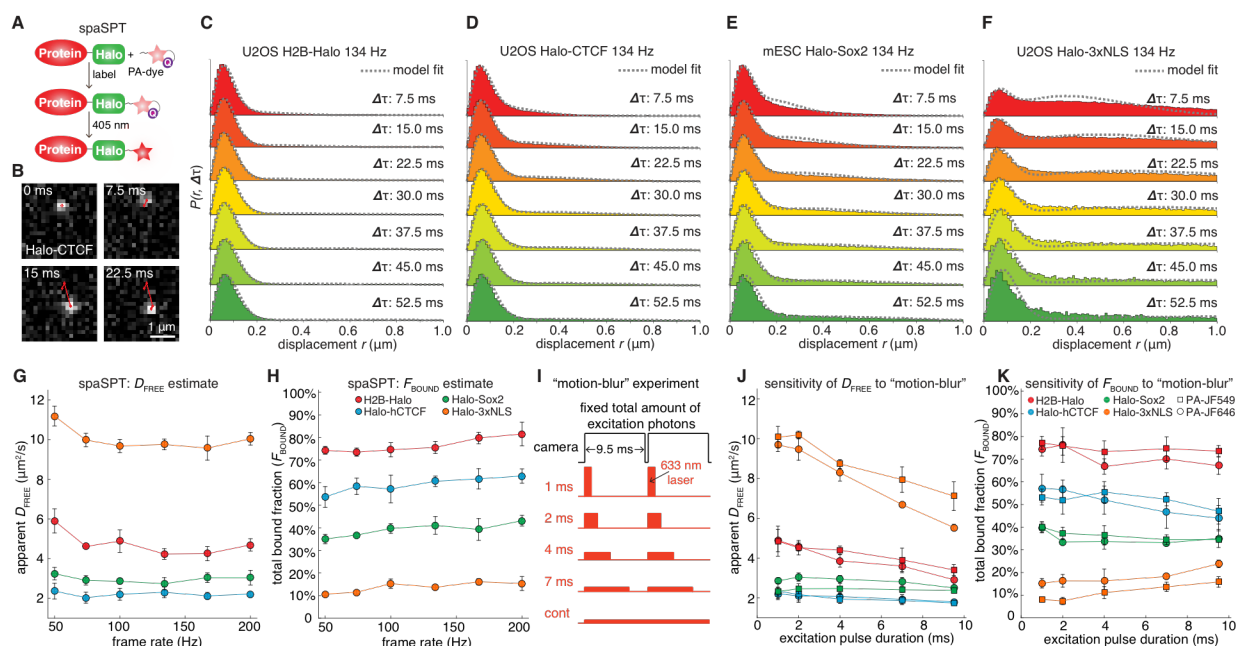 A
spaSPT
Protein
Halo
+
label
PA-dye
Protein
Halo
405 nm
Protein
Halo
B
0 ms
7.5 ms
Halo-CTCF
15 ms
22.5 ms
1 µm
C
U2OS H2B-Halo 134 Hz
model fit
P(r, Δτ)
Δτ: 7.5 ms
Δτ: 15.0 ms
Δτ: 22.5 ms
Δτ: 30.0 ms
Δτ: 37.5 ms
Δτ: 45.0 ms
Δτ: 52.5 ms
0 0.2 0.4 0.6 0.8 1.0
displacement r (µm)
D
U2OS Halo-CTCF 134 Hz
model fit
Δτ: 7.5 ms
Δτ: 15.0 ms
Δτ: 22.5 ms
Δτ: 30.0 ms
Δτ: 37.5 ms
Δτ: 45.0 ms
Δτ: 52.5 ms
0 0.2 0.4 0.6 0.8 1.0
displacement r (µm)
E
mESC Halo-Sox2 134 Hz
model fit
Δτ: 7.5 ms
Δτ: 15.0 ms
Δτ: 22.5 ms
Δτ: 30.0 ms
Δτ: 37.5 ms
Δτ: 45.0 ms
Δτ: 52.5 ms
0 0.2 0.4 0.6 0.8 1.0
displacement r (µm)
F
U2OS Halo-3xNLS 134 Hz
model fit
Δτ: 7.5 ms
Δτ: 15.0 ms
Δτ: 22.5 ms
Δτ: 30.0 ms
Δτ: 37.5 ms
Δτ: 45.0 ms
Δτ: 52.5 ms
0 0.2 0.4 0.6 0.8 1.0
displacement r (µm)
G
spaSPT: D_FREE estimate
apparent D_FREE (µm²/s)
12
10
8
6
4
2
50 100 150 200
frame rate (Hz)
H
spaSPT: F_BOUND estimate
H2B-Halo
Halo-Sox2
Halo-hCTCF
Halo-3xNLS
total bound fraction (F_BOUND)
100%
90%
80%
70%
60%
50%
40%
30%
20%
10%
0
50 100 150 200
frame rate (Hz)
I
“motion-blur” experiment
fixed total amount of
excitation photons
camera
9.5 ms
633 nm
laser
1 ms
2 ms
4 ms
7 ms
cont
J
sensitivity of D_FREE to “motion-blur”
apparent D_FREE (µm²/s)
12
10
8
6
4
2
0 2 4 6 8 10
excitation pulse duration (ms)
K
sensitivity of F_BOUND to “motion-blur”
H2B-Halo
Halo-Sox2
PA-JF549
Halo-hCTCF
Halo-3xNLS
PA-JF646
total bound fraction (F_BOUND)
100%
90%
80%
70%
60%
50%
40%
30%
20%
10%
0
0 2 4 6 8 10
excitation pulse duration (ms)